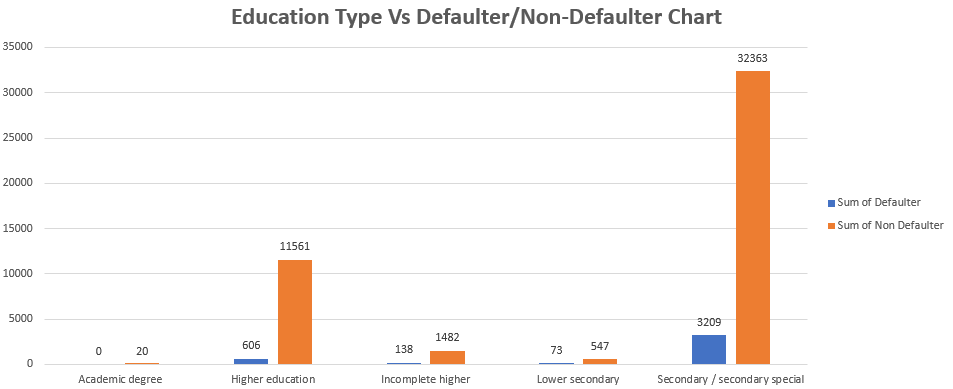 Education Type Vs Defaulter/Non-Defaulter Chart
35000
30000
25000
20000
15000
10000
5000
0
0 20
606 11561
138 1482
73 547
3209 32363
Academic degree
Higher education
Incomplete higher
Lower secondary
Secondary / secondary special
Sum of Defaulter
Sum of Non Defaulter